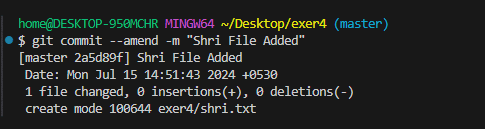 home@DESKTOP-950MCHR MINGW64 ~/Desktop/exer4 (master)
$ git commit --amend -m "Shri File Added"
[master 2a5d89f] Shri File Added
 Date: Mon Jul 15 14:51:43 2024 +0530
 1 file changed, 0 insertions(+), 0 deletions(-)
 create mode 100644 exer4/shri.txt